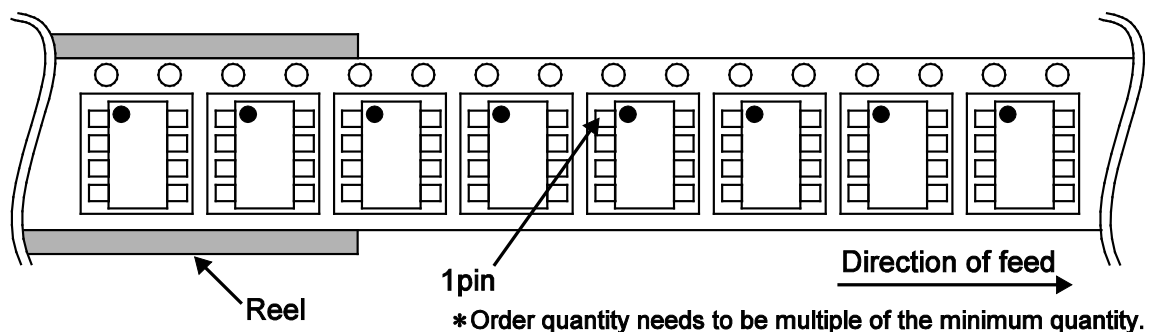 Direction of feed
1pin
Reel
*Order quantity needs to be multiple of the minimum quantity.